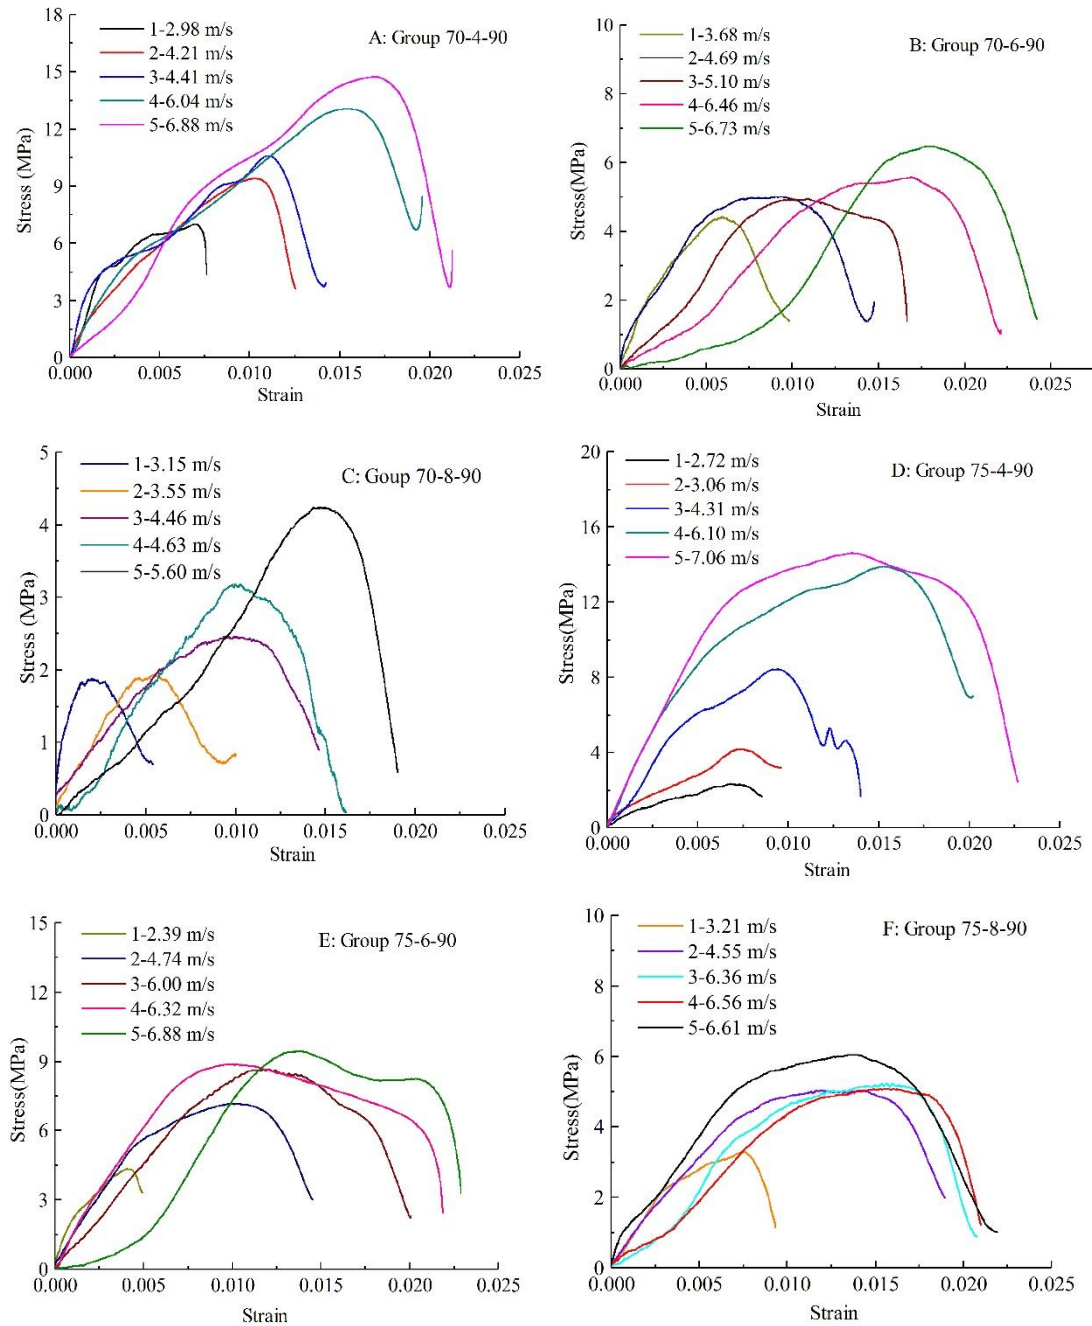 A: Group 70-4-90
1-2.98 m/s
2-4.21 m/s
3-4.41 m/s
4-6.04 m/s
5-6.88 m/s
18
15
12
9
6
3
0
Stress (MPa)
0.000 0.005 0.010 0.015 0.020 0.025
Strain
B: Group 70-6-90
1-3.68 m/s
2-4.69 m/s
3-5.10 m/s
4-6.46 m/s
5-6.73 m/s
10
8
6
4
2
0
Stress(MPa)
0.000 0.005 0.010 0.015 0.020 0.025
Strain
C: Goup 70-8-90
1-3.15 m/s
2-3.55 m/s
3-4.46 m/s
4-4.63 m/s
5-5.60 m/s
5
4
3
2
1
0
Stress (MPa)
0.000 0.005 0.010 0.015 0.020 0.025
Strain
D: Group 75-4-90
1-2.72 m/s
2-3.06 m/s
3-4.31 m/s
4-6.10 m/s
5-7.06 m/s
20
16
12
8
4
0
Stress(MPa)
0.000 0.005 0.010 0.015 0.020 0.025
Strain
E: Group 75-6-90
1-2.39 m/s
2-4.74 m/s
3-6.00 m/s
4-6.32 m/s
5-6.88 m/s
15
12
9
6
3
0
Stress(MPa)
0.000 0.005 0.010 0.015 0.020 0.025
Strain
F: Group 75-8-90
1-3.21 m/s
2-4.55 m/s
3-6.36 m/s
4-6.56 m/s
5-6.61 m/s
10
8
6
4
2
0
Stress(MPa)
0.000 0.005 0.010 0.015 0.020 0.025
Strain